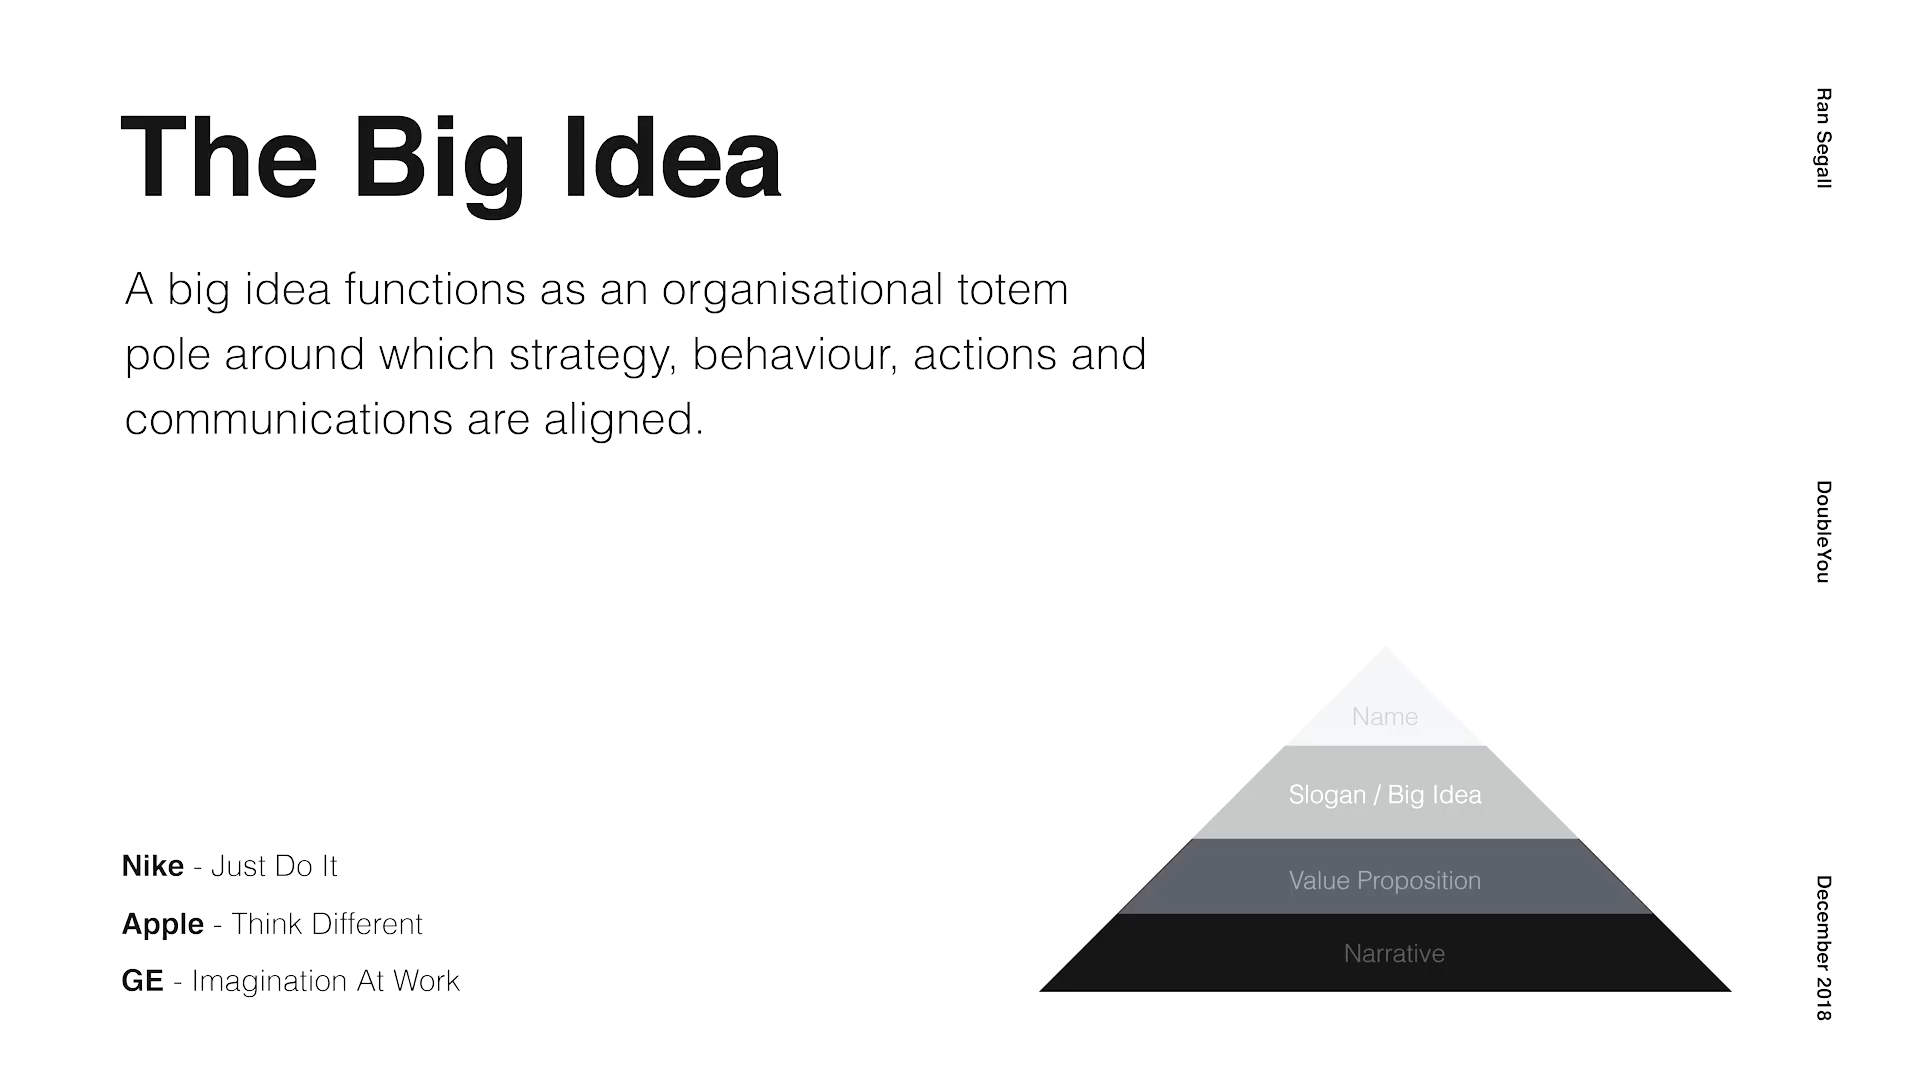 The Big Idea
A big idea functions as an organisational totem
pole around which strategy, behaviour, actions and
communications are aligned.
Nike - Just Do It
Apple - Think Different
GE - Imagination At Work
Name
Slogan / Big Idea
Value Proposition
Narrative
Ran Segall
DoubleYou
December 2018